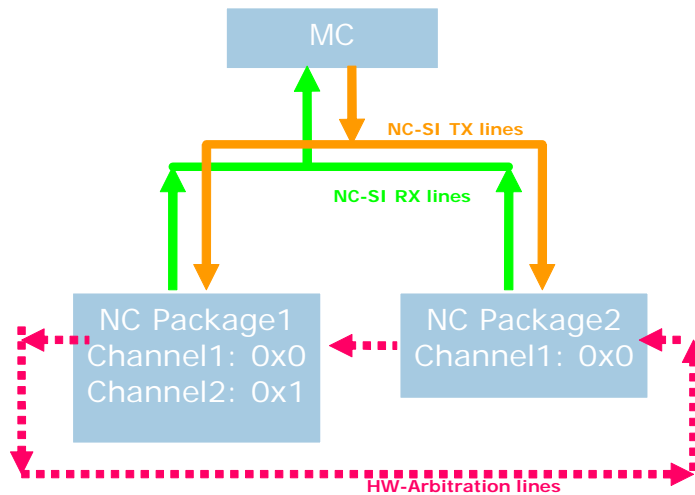 MC
NC-SI TX lines
NC-SI RX lines
NC Package1
Channel1: 0x0
Channel2: 0x1
NC Package2
Channel1: 0x0
HW-Arbitration lines